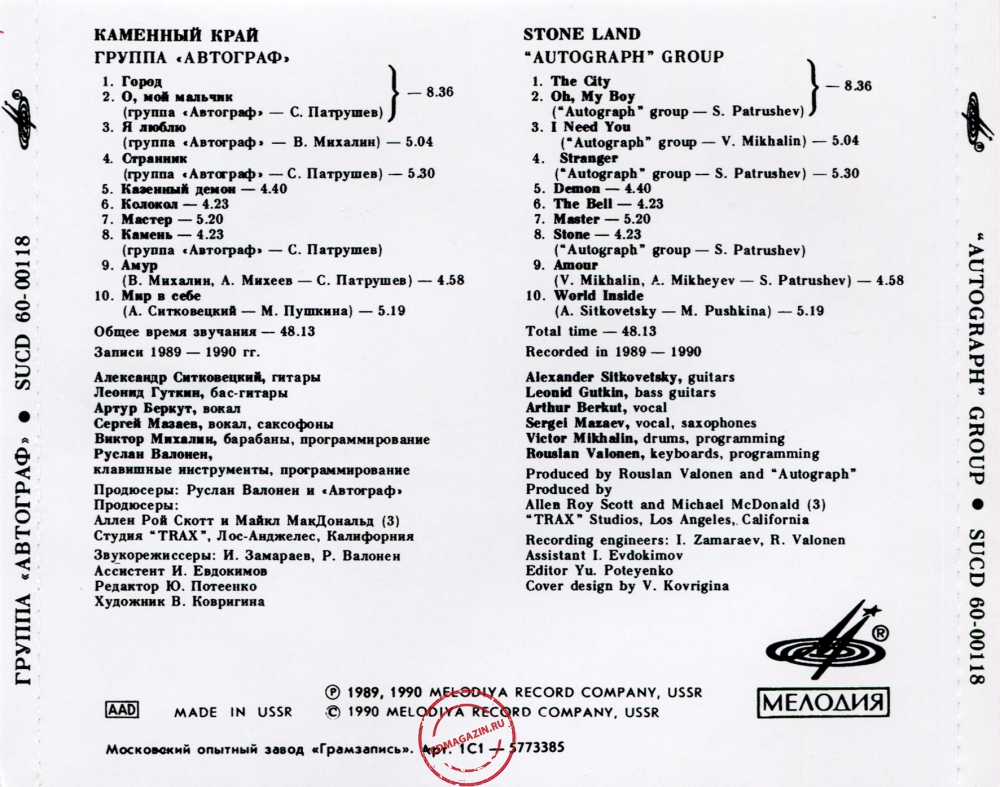 КАМЕННЫЙ КРАЙ
ГРУППА «АВТОГРАФ»
1. Город
2. О, мой мальчик
(группа «Автограф» — С. Патрушев)
— 8.36
3. Я люблю
(группа «Автограф» — В. Михалин) — 5.04
4. Странник
(группа «Автограф» — С. Патрушев) — 5.30
5. Казенный демон — 4.40
6. Колокол — 4.23
7. Мастер — 5.20
8. Камень — 4.23
(группа «Автограф» — С. Патрушев)
9. Амур
(В. Михалин, А. Михеев — С. Патрушев) — 4.58
10. Мир в себе
(А. Ситковецкий — М. Пушкина) — 5.19
Общее время звучания — 48.13
Записи 1989 — 1990 гг.
Александр Ситковецкий, гитары
Леонид Гуткин, бас-гитары
Артур Беркут, вокал
Сергей Мазаев, вокал, саксофоны
Виктор Михалин, барабаны, программирование
Руслан Валонен,
клавишные инструменты, программирование
Продюсеры: Руслан Валонен и «Автограф»
Продюсеры:
Аллен Рой Скотт и Майкл МакДональд (3)
Студия "TRAX", Лос-Анджелес, Калифорния
Звукорежиссеры: И. Замараев, Р. Валонен
Ассистент И. Евдокимов
Редактор Ю. Потеенко
Художник В. Ковригина
STONE LAND
"AUTOGRAPH" GROUP
1. The City
2. Oh, My Boy
("Autograph" group — S. Patrushev)
— 8.36
3. I Need You
("Autograph" group — V. Mikhalin) — 5.04
4. Stranger
("Autograph" group — S. Patrushev) — 5.30
5. Demon — 4.40
6. The Bell — 4.23
7. Master — 5.20
8. Stone — 4.23
("Autograph" group — S. Patrushev)
9. Amour
(V. Mikhalin, A. Mikheyev — S. Patrushev) — 4.58
10. World Inside
(A. Sitkovetsky — M. Pushkina) — 5.19
Total time — 48.13
Recorded in 1989 — 1990
Alexander Sitkovetsky, guitars
Leonid Gutkin, bass guitars
Arthur Berkut, vocal
Sergei Mazaev, vocal, saxophones
Victor Mikhalin, drums, programming
Rouslan Valonen, keyboards, programming
Produced by Rouslan Valonen and "Autograph"
Produced by
Allen Roy Scott and Michael McDonald (3)
"TRAX" Studios, Los Angeles, California
Recording engineers: I. Zamaraev, R. Valonen
Assistant I. Evdokimov
Editor Yu. Poteyenko
Cover design by V. Kovrigina
®
МЕЛОДИЯ
AAD
MADE IN USSR
℗ 1989, 1990 MELODIYA RECORD COMPANY, USSR
© 1990 MELODIYA RECORD COMPANY, USSR
Московский опытный завод «Грамзапись». Арт. 1С1 — 5773385
CDMAGAZIN.RU
ГРУППА «АВТОГРАФ» ● SUCD 60-00118
"AUTOGRAPH" GROUP ● SUCD 60-00118